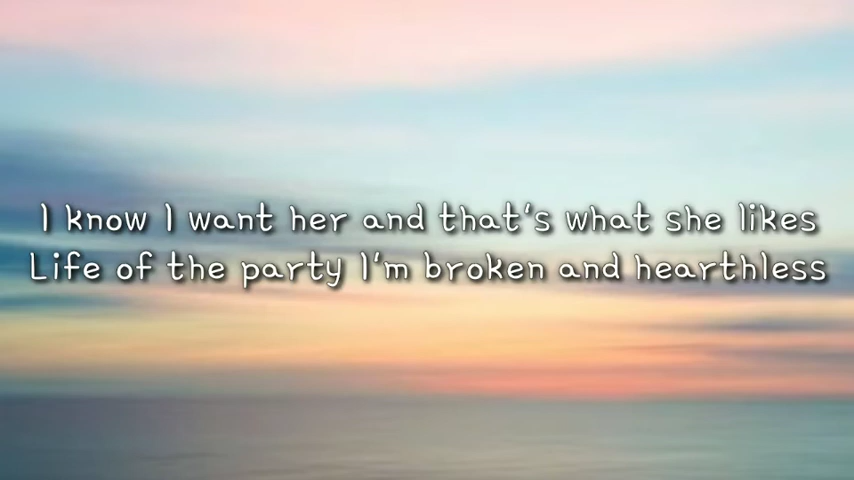 I know I want her and that's what she likes
Life of the party I'm broken and hearthless